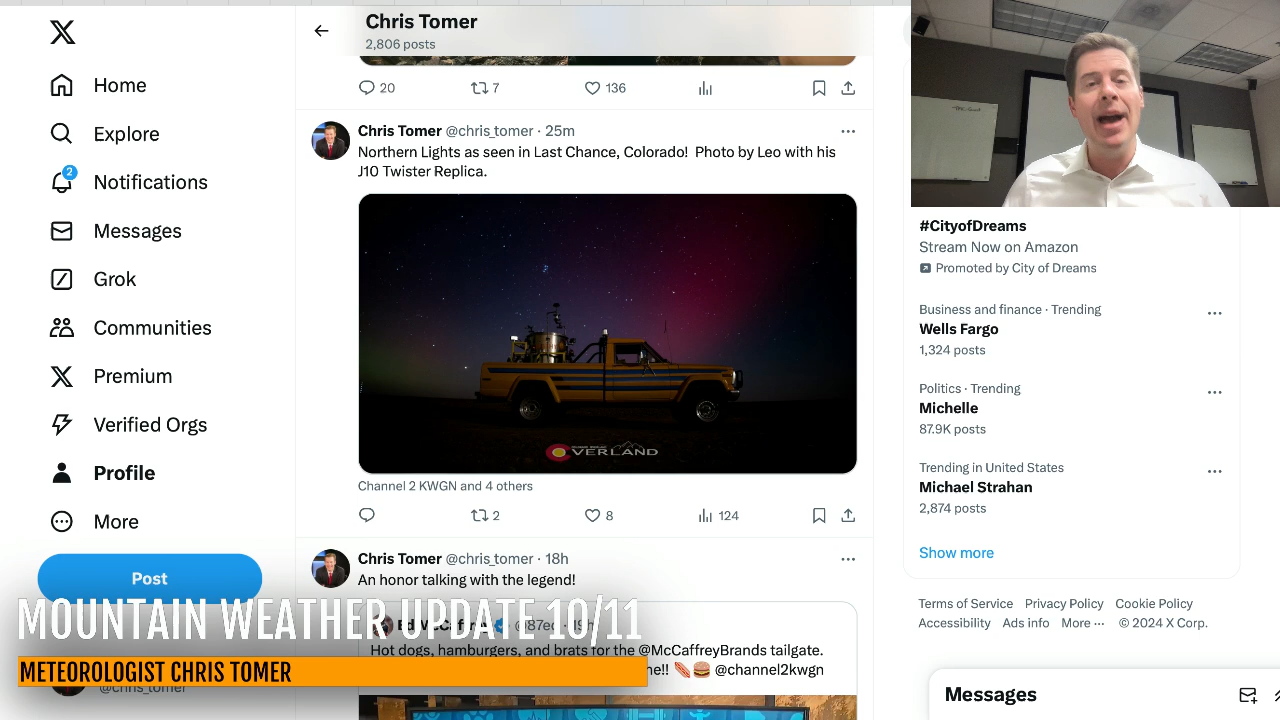 Home
Explore
2
Notifications
Messages
Grok
Communities
Premium
Verified Orgs
Profile
More
Post
Chris Tomer
2,806 posts
20
7
136
Chris Tomer @chris_tomer · 25m
Northern Lights as seen in Last Chance, Colorado! Photo by Leo with his
J10 Twister Replica.
OVERLAND
Channel 2 KWGN and 4 others
2
8
124
Chris Tomer @chris_tomer · 18h
An honor talking with the legend!
Hot dogs, hamburgers, and brats for the @McCaffreyBrands tailgate.
@channel2kwgn
MOUNTAIN WEATHER UPDATE 10/11
METEOROLOGIST CHRIS TOMER
@chris_tomer
#CityofDreams
Stream Now on Amazon
Promoted by City of Dreams
Business and finance · Trending
Wells Fargo
1,324 posts
Politics · Trending
Michelle
87.9K posts
Trending in United States
Michael Strahan
2,874 posts
Show more
Terms of Service Privacy Policy Cookie Policy
Accessibility Ads info More ··· © 2024 X Corp.
Messages